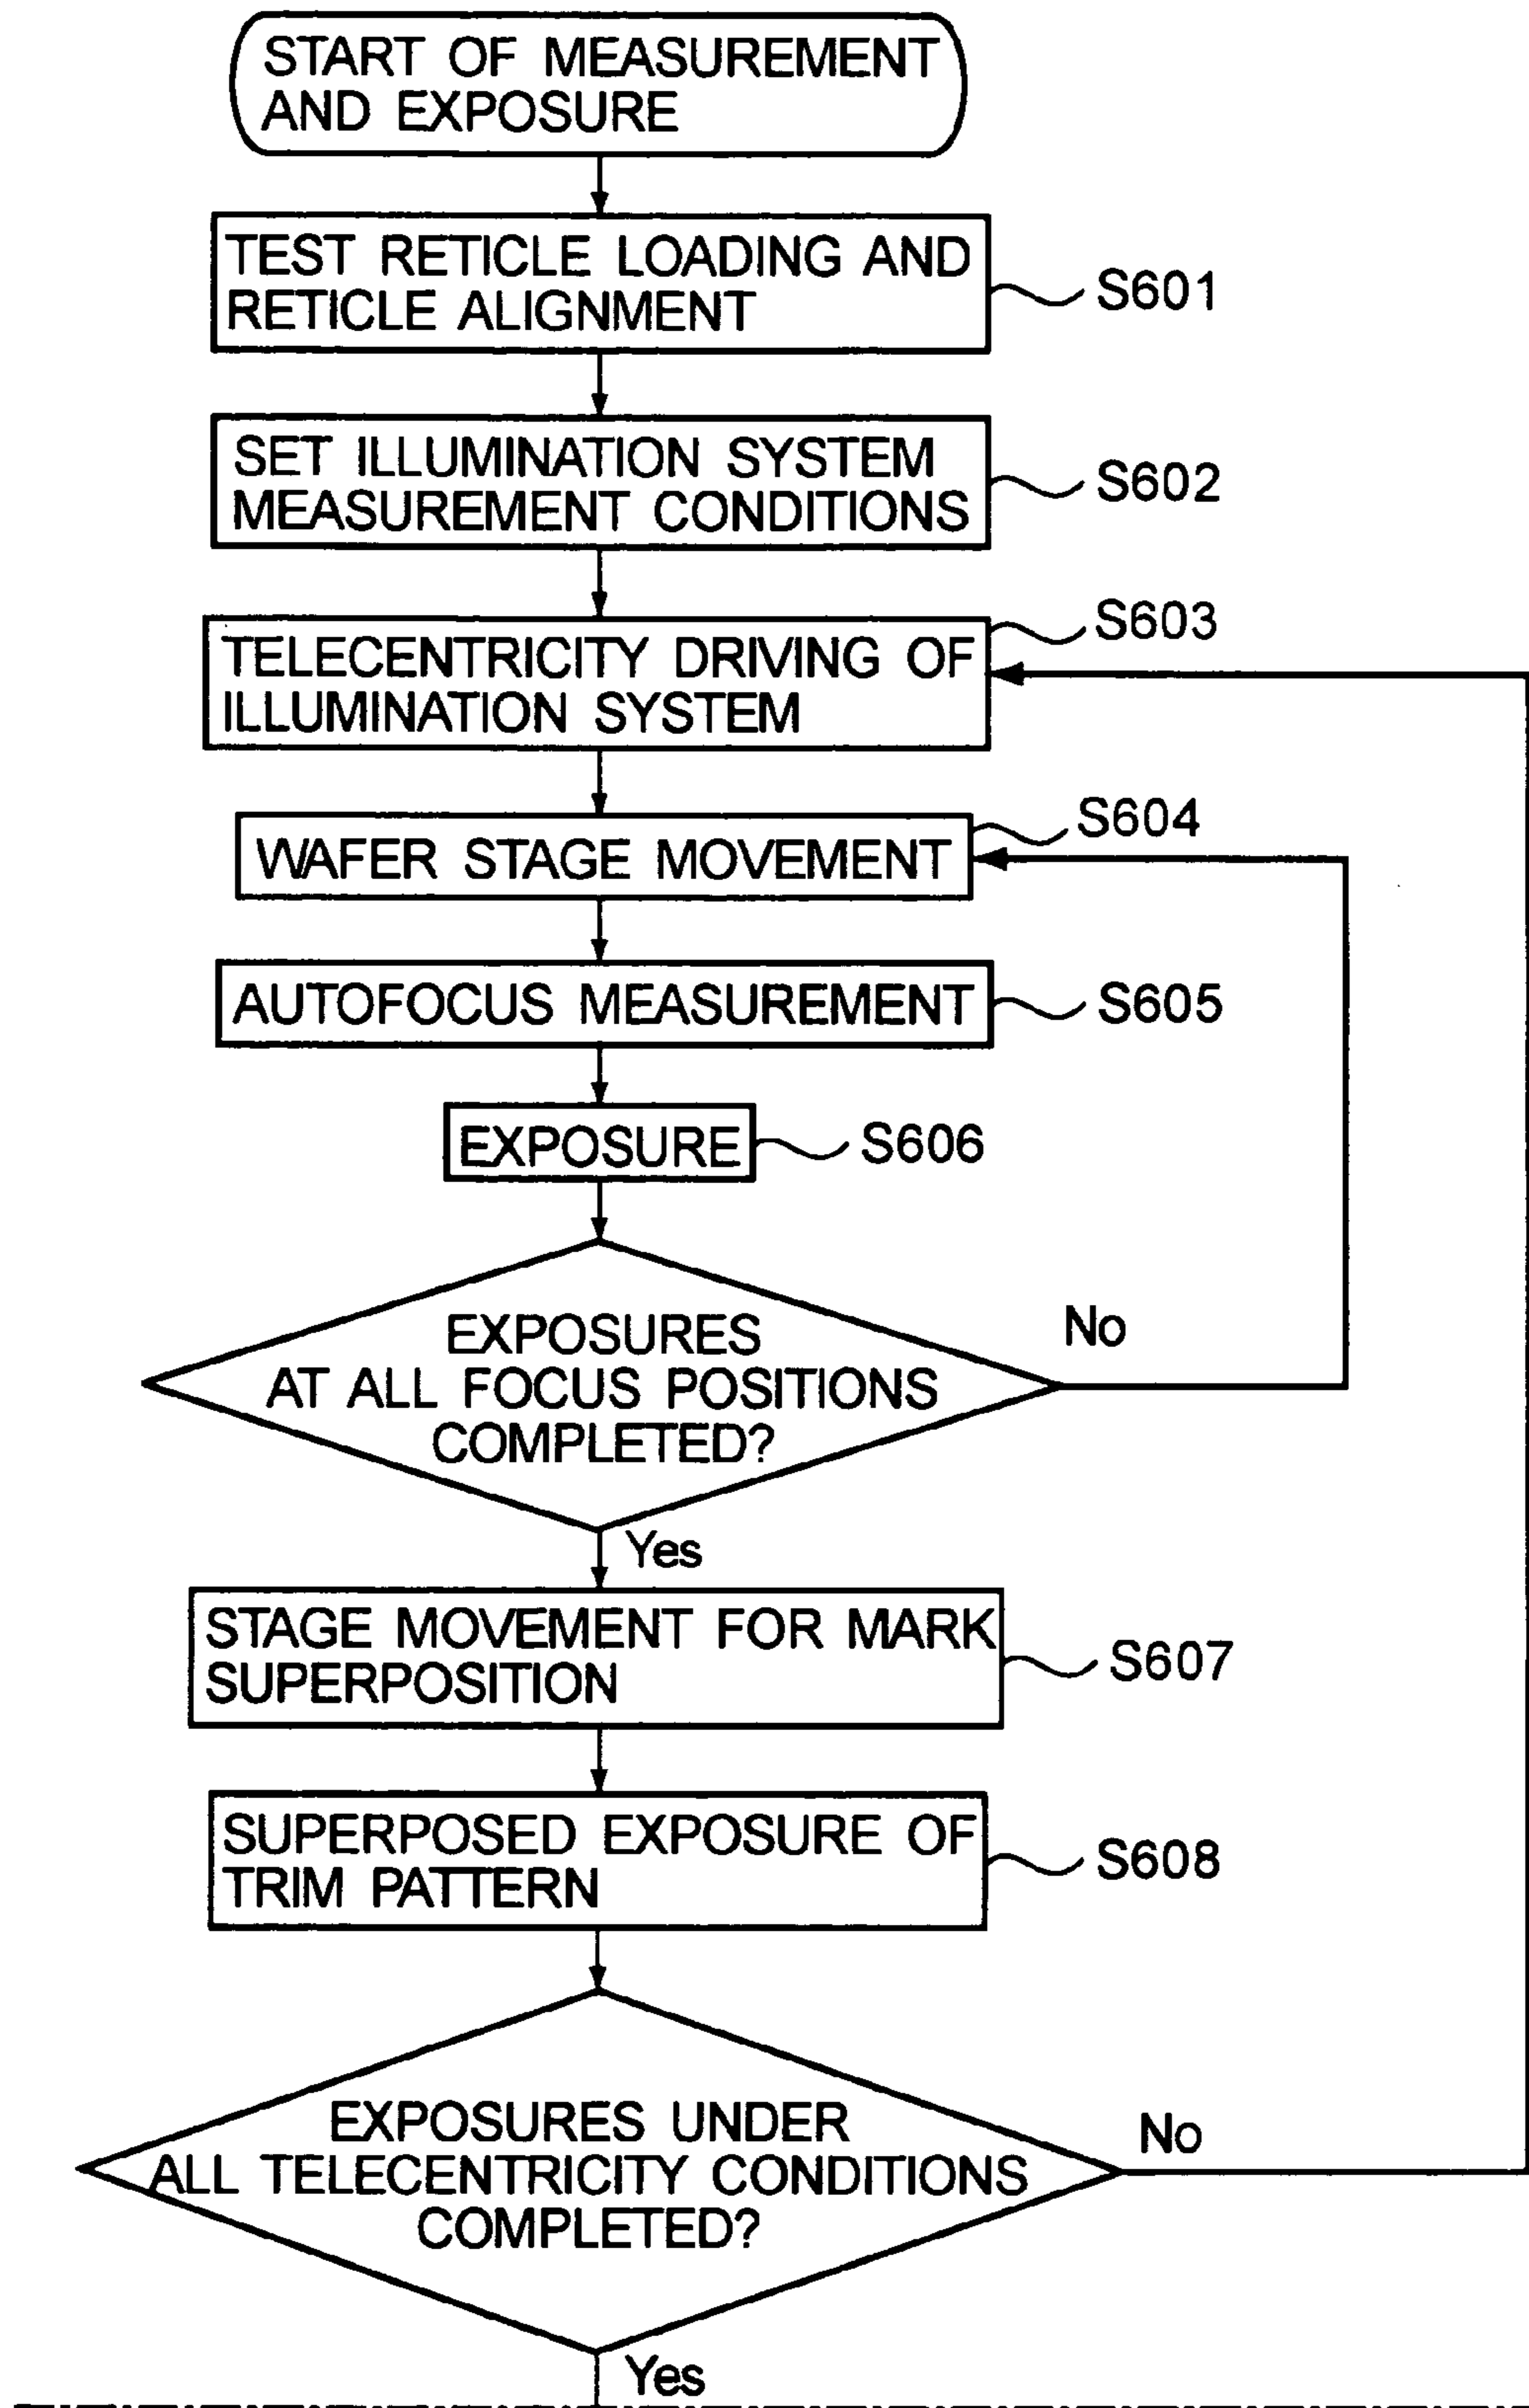 START OF MEASUREMENT
AND EXPOSURE
TEST RETICLE LOADING AND
RETICLE ALIGNMENT
S601
SET ILLUMINATION SYSTEM
MEASUREMENT CONDITIONS
S602
TELECENTRICITY DRIVING OF
ILLUMINATION SYSTEM
S603
WAFER STAGE MOVEMENT
S604
AUTOFOCUS MEASUREMENT
S605
EXPOSURE
S606
EXPOSURES
AT ALL FOCUS POSITIONS
COMPLETED?
No
Yes
STAGE MOVEMENT FOR MARK
SUPERPOSITION
S607
SUPERPOSED EXPOSURE OF
TRIM PATTERN
S608
EXPOSURES UNDER
ALL TELECENTRICITY CONDITIONS
COMPLETED?
No
Yes